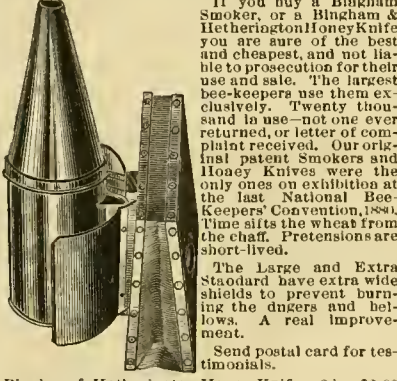 If you buy a Bingham
Smoker, or a Bingham &
HetheringtonHoneyKnife
you are sure of the best
and cheapest, and not lia-
ble to prosecution for their
use and sale. The largest
bee-keepers use them ex-
clusively. Twenty thou-
sand in use—not one ever
returned, or letter of com-
plaint received. Our orig-
inal patent Smokers and
Honey Knives were the
only ones on exhibition at
the last National Bee-
Keepers' Convention, 1880.
Time sifts the wheat from
the chaff. Pretensions are
short-lived.
The Large and Extra
Staodard have extra wide
shields to prevent burn-
ing the dngers and bel-
lows. A real improve-
ment.
Send postal card for tes-
timonials.